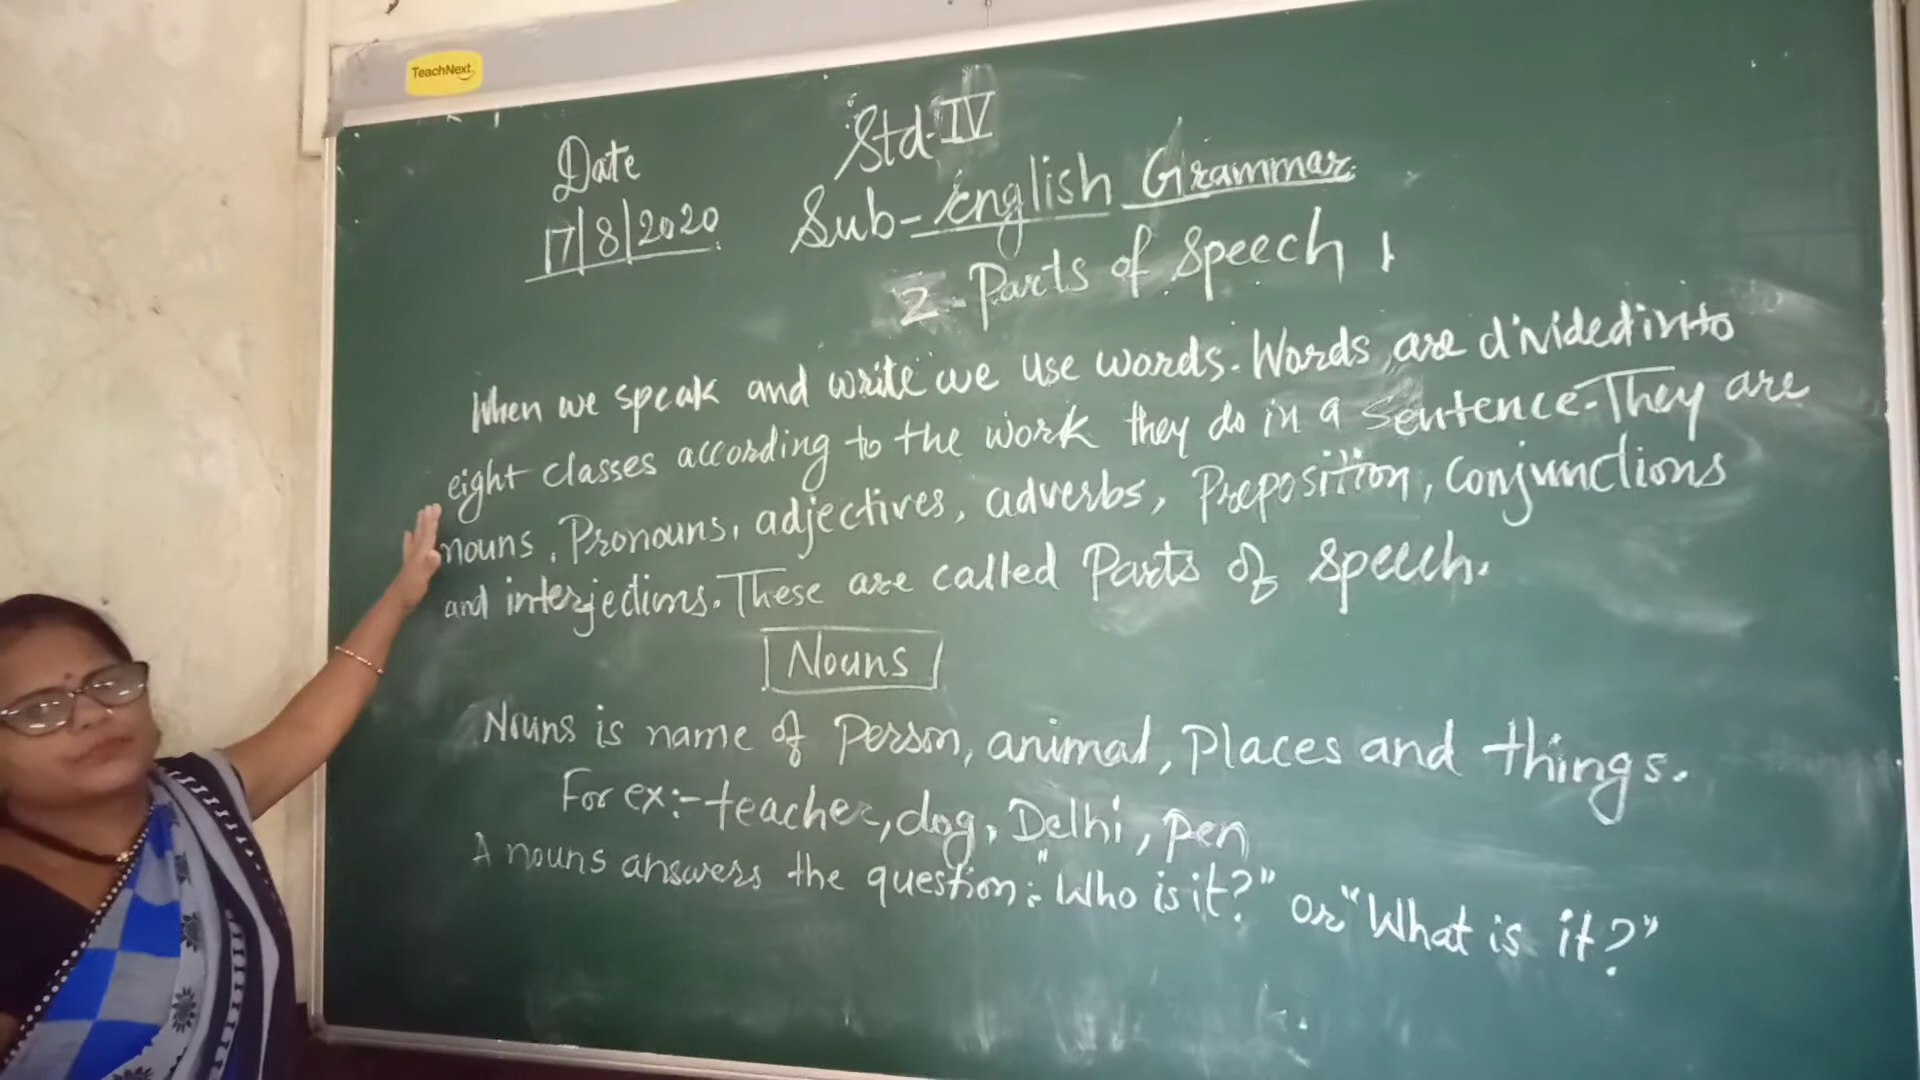 TeachNext
Date
17/8/2020
Std-IV
Sub-English Grammar
2-Parts of Speech
When we speak and write we use words. Words are divided into
eight classes according to the work they do in a sentence. They are
nouns, Pronouns, adjectives, adverbs, Preposition, Conjunctions
and interjections. These are called Parts of speech.
Nouns
Nouns is name of Person, animal, Places and things.
For ex:- teacher, dog, Delhi, pen
A nouns answers the question: "Who is it?" or "What is it?"